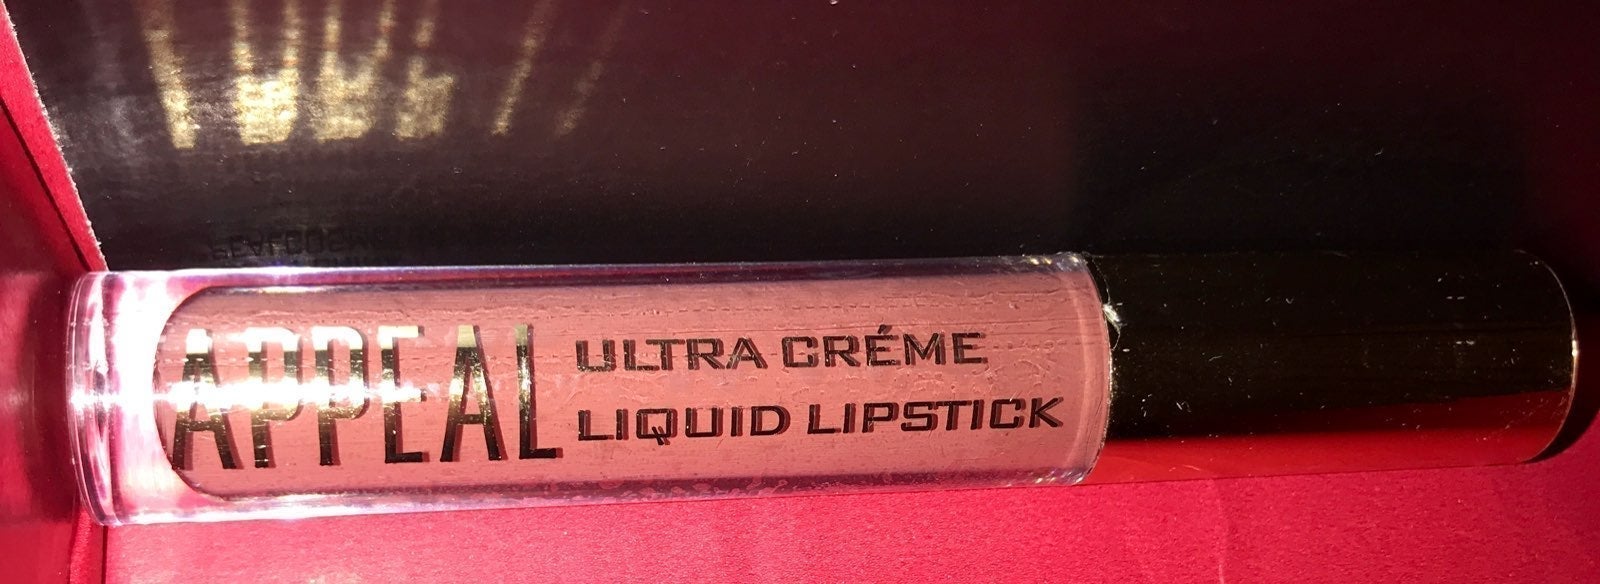 APPEAL
ULTRA CRÉME
LIQUID LIPSTICK